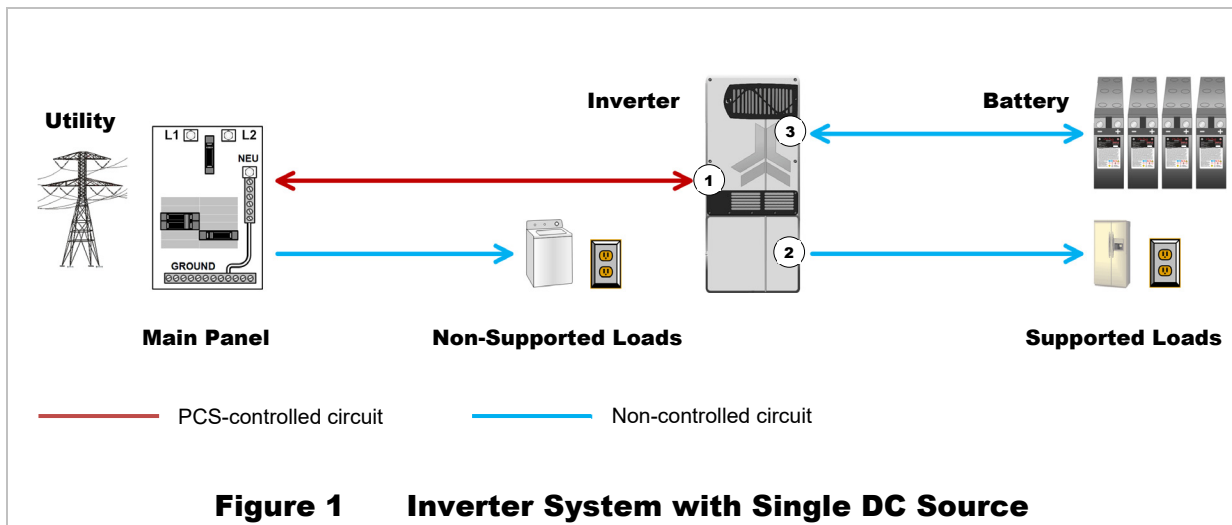 Utility
L1
L2
NEU
GROUND
Main Panel
Non-Supported Loads
Inverter
1
2
3
Battery
- + - + - + - +
Supported Loads
PCS-controlled circuit
Non-controlled circuit
Figure 1 Inverter System with Single DC Source